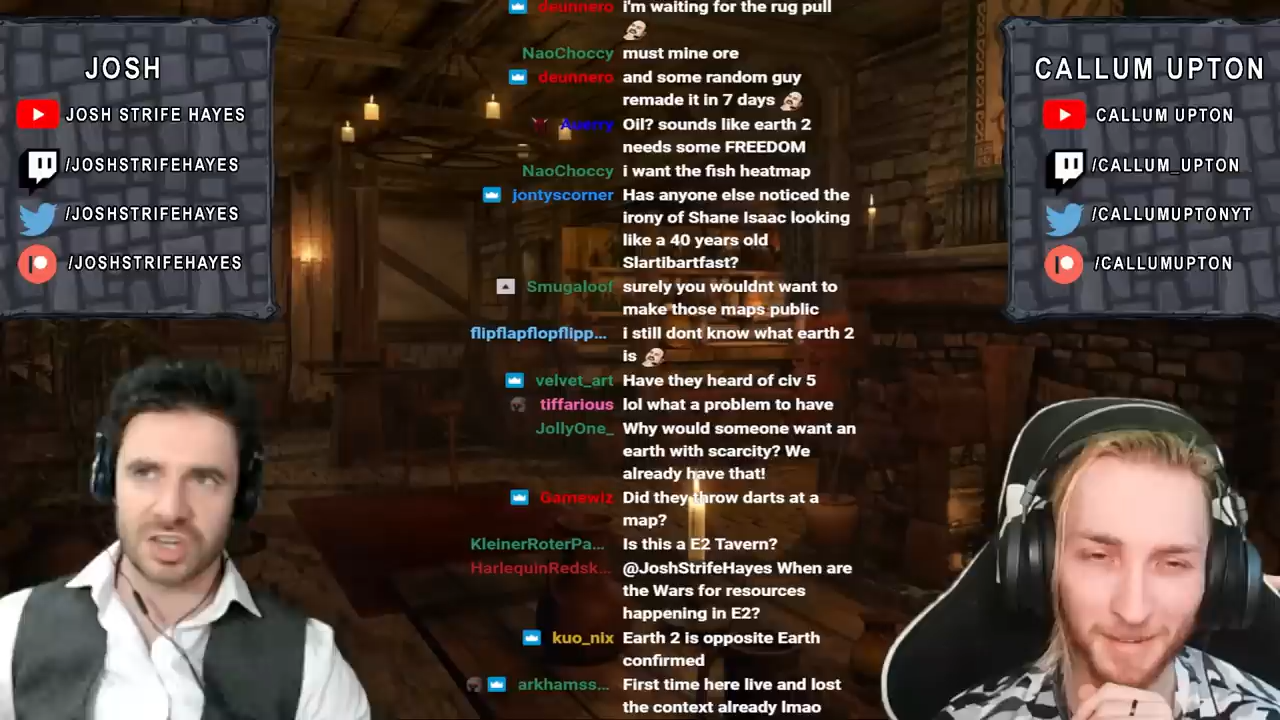 JOSH
JOSH STRIFE HAYES
/JOSHSTRIFEHAYES
/JOSHSTRIFEHAYES
/JOSHSTRIFEHAYES
deunnero i'm waiting for the rug pull
NaoChoccy must mine ore
deunnero and some random guy
remade it in 7 days
Oil? sounds like earth 2
needs some FREEDOM
NaoChoccy i want the fish heatmap
jontyscorner Has anyone else noticed the
irony of Shane Isaac looking
like a 40 years old
Slartibartfast?
Smugaloof surely you wouldnt want to
make those maps public
flipflapflopflipp... i still dont know what earth 2
is
velvet_art Have they heard of civ 5
tiffarious lol what a problem to have
JollyOne_ Why would someone want an
earth with scarcity? We
already have that!
Gamewiz Did they throw darts at a
map?
KleinerRoterPa... Is this a E2 Tavern?
HarlequinRedsk... @JoshStrifeHayes When are
the Wars for resources
happening in E2?
kuo_nix Earth 2 is opposite Earth
confirmed
arkhamss... First time here live and lost
the context already lmao
CALLUM UPTON
CALLUM UPTON
/CALLUM_UPTON
/CALLUMUPTONYT
/CALLUMUPTON